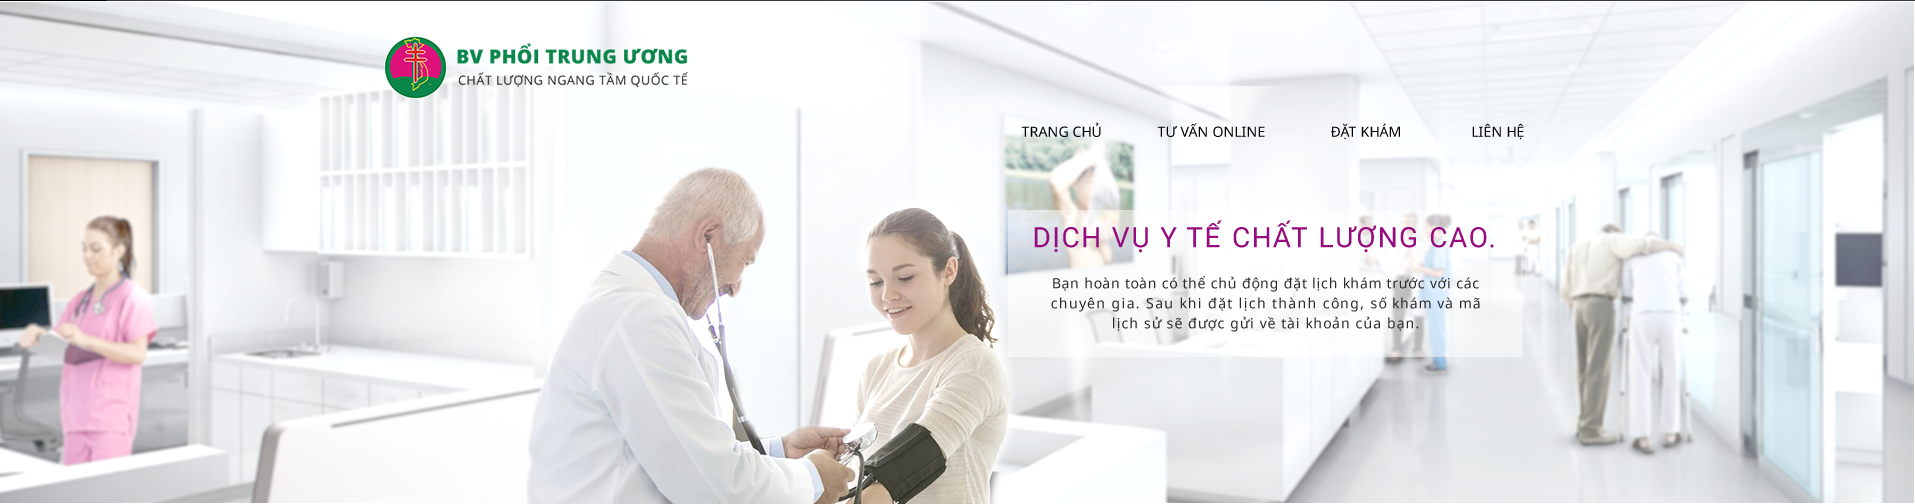 BV PHỔI TRUNG ƯƠNG
CHẤT LƯỢNG NGANG TẦM QUỐC TẾ
TRANG CHỦ TƯ VẤN ONLINE ĐẶT KHÁM LIÊN HỆ
DỊCH VỤ Y TẾ CHẤT LƯỢNG CAO.
Bạn hoàn toàn có thể chủ động đặt lịch khám trước với các
chuyên gia. Sau khi đặt lịch thành công, số khám và mã
lịch sử sẽ được gửi về tài khoản của bạn.